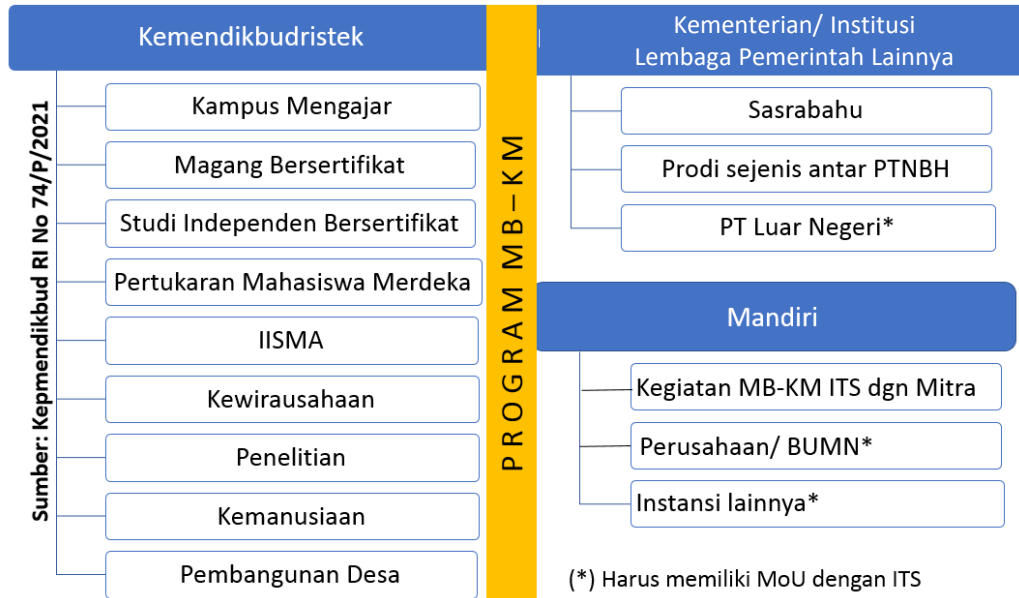 Kemendikbudristek
Sumber: Kepmendikbud RI No 74/P/2021
Kampus Mengajar
Magang Bersertifikat
Studi Independen Bersertifikat
Pertukaran Mahasiswa Merdeka
IISMA
Kewirausahaan
Penelitian
Kemanusiaan
Pembangunan Desa
PROGRAM MB – KM
Kementerian/ Institusi
Lembaga Pemerintah Lainnya
Sasrabahu
Prodi sejenis antar PTNBH
PT Luar Negeri*
Mandiri
Kegiatan MB-KM ITS dgn Mitra
Perusahaan/ BUMN*
Instansi lainnya*
(*) Harus memiliki MoU dengan ITS